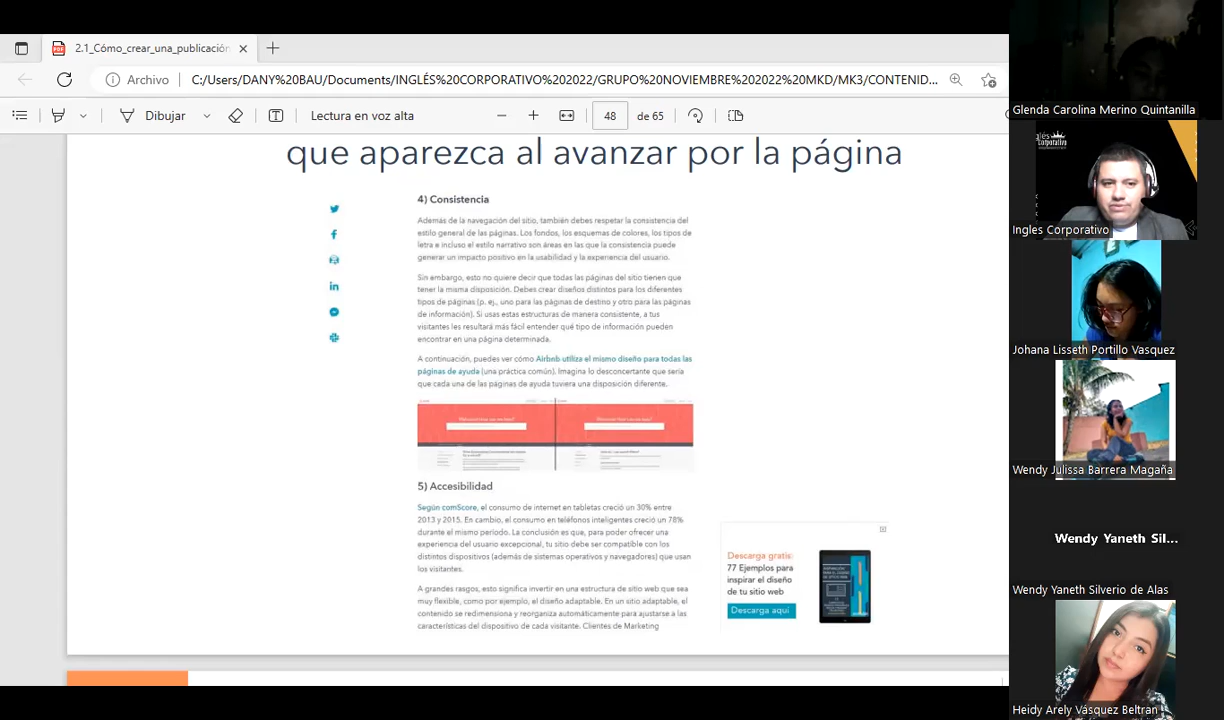 2.1_Cómo_crear_una_publicación
Archivo
C:/Users/DANY%20BAU/Documents/INGLÉS%20CORPORATIVO%202022/GRUPO%20NOVIEMBRE%202022%20MKD/MK3/CONTENID...
Dibujar
Lectura en voz alta
48
de 65
que aparezca al avanzar por la página
4) Consistencia
Además de la navegación del sitio, también debes respetar la consistencia del
estilo general de las páginas. Los fondos, los esquemas de colores, los tipos de
letra e incluso el estilo narrativo son áreas en las que la consistencia puede
generar un impacto positivo en la usabilidad y la experiencia del usuario.
Sin embargo, esto no quiere decir que todas las páginas del sitio tienen que
tener la misma disposición. Debes crear diseños distintos para los diferentes
tipos de páginas (p. ej., uno para las páginas de destino y otro para las páginas
de información). Si usas estas estructuras de manera consistente, a tus
visitantes les resultará más fácil entender qué tipo de información pueden
encontrar en una página determinada.
A continuación, puedes ver cómo Airbnb utiliza el mismo diseño para todas las
páginas de ayuda (una práctica común). Imagina lo desconcertante que sería
que cada una de las páginas de ayuda tuviera una disposición diferente.
5) Accesibilidad
Según comScore, el consumo de internet en tabletas creció un 30% entre
2013 y 2015. En cambio, el consumo en teléfonos inteligentes creció un 78%
durante el mismo periodo. La conclusión es que, para poder ofrecer una
experiencia del usuario excepcional, tu sitio debe ser compatible con los
distintos dispositivos (además de sistemas operativos y navegadores) que usan
los visitantes.
A grandes rasgos, esto significa invertir en una estructura de sitio web que sea
muy flexible, como por ejemplo, el diseño adaptable. En un sitio adaptable, el
contenido se redimensiona y reorganiza automáticamente para ajustarse a las
características del dispositivo de cada visitante. Clientes de Marketing
Descarga gratis:
77 Ejemplos para
inspirar el diseño
de tu sitio web
Descarga aquí
Glenda Carolina Merino Quintanilla
Ingles Corporativo
Johana Lisseth Portillo Vasquez
Wendy Julissa Barrera Magaña
Wendy Yaneth Sil...
Wendy Yaneth Silverio de Alas
Heidy Arely Vásquez Beltran